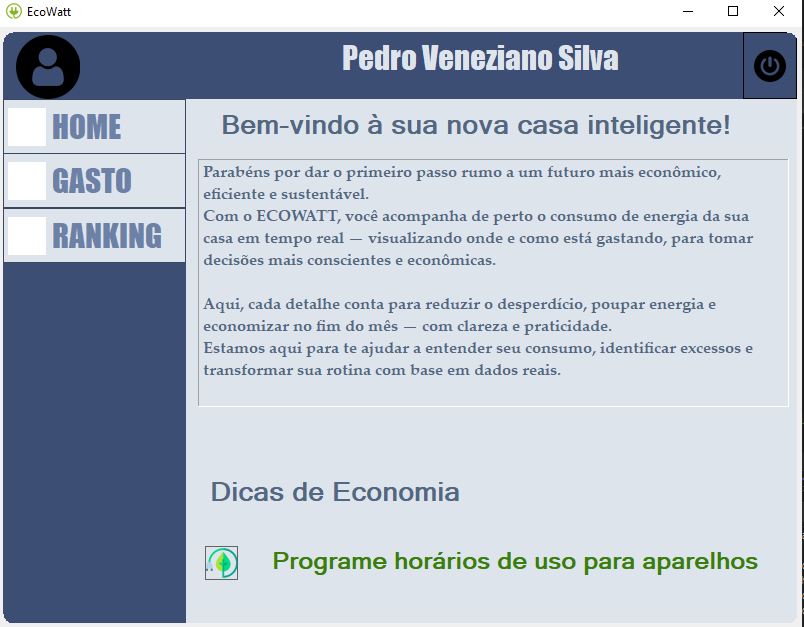 EcoWatt
Pedro Veneziano Silva
HOME
GASTO
RANKING
Bem-vindo à sua nova casa inteligente!
Parabéns por dar o primeiro passo rumo a um futuro mais econômico,
eficiente e sustentável.
Com o ECOWATT, você acompanha de perto o consumo de energia da sua
casa em tempo real — visualizando onde e como está gastando, para tomar
decisões mais conscientes e econômicas.
Aqui, cada detalhe conta para reduzir o desperdício, poupar energia e
economizar no fim do mês — com clareza e praticidade.
Estamos aqui para te ajudar a entender seu consumo, identificar excessos e
transformar sua rotina com base em dados reais.
Dicas de Economia
Programe horários de uso para aparelhos